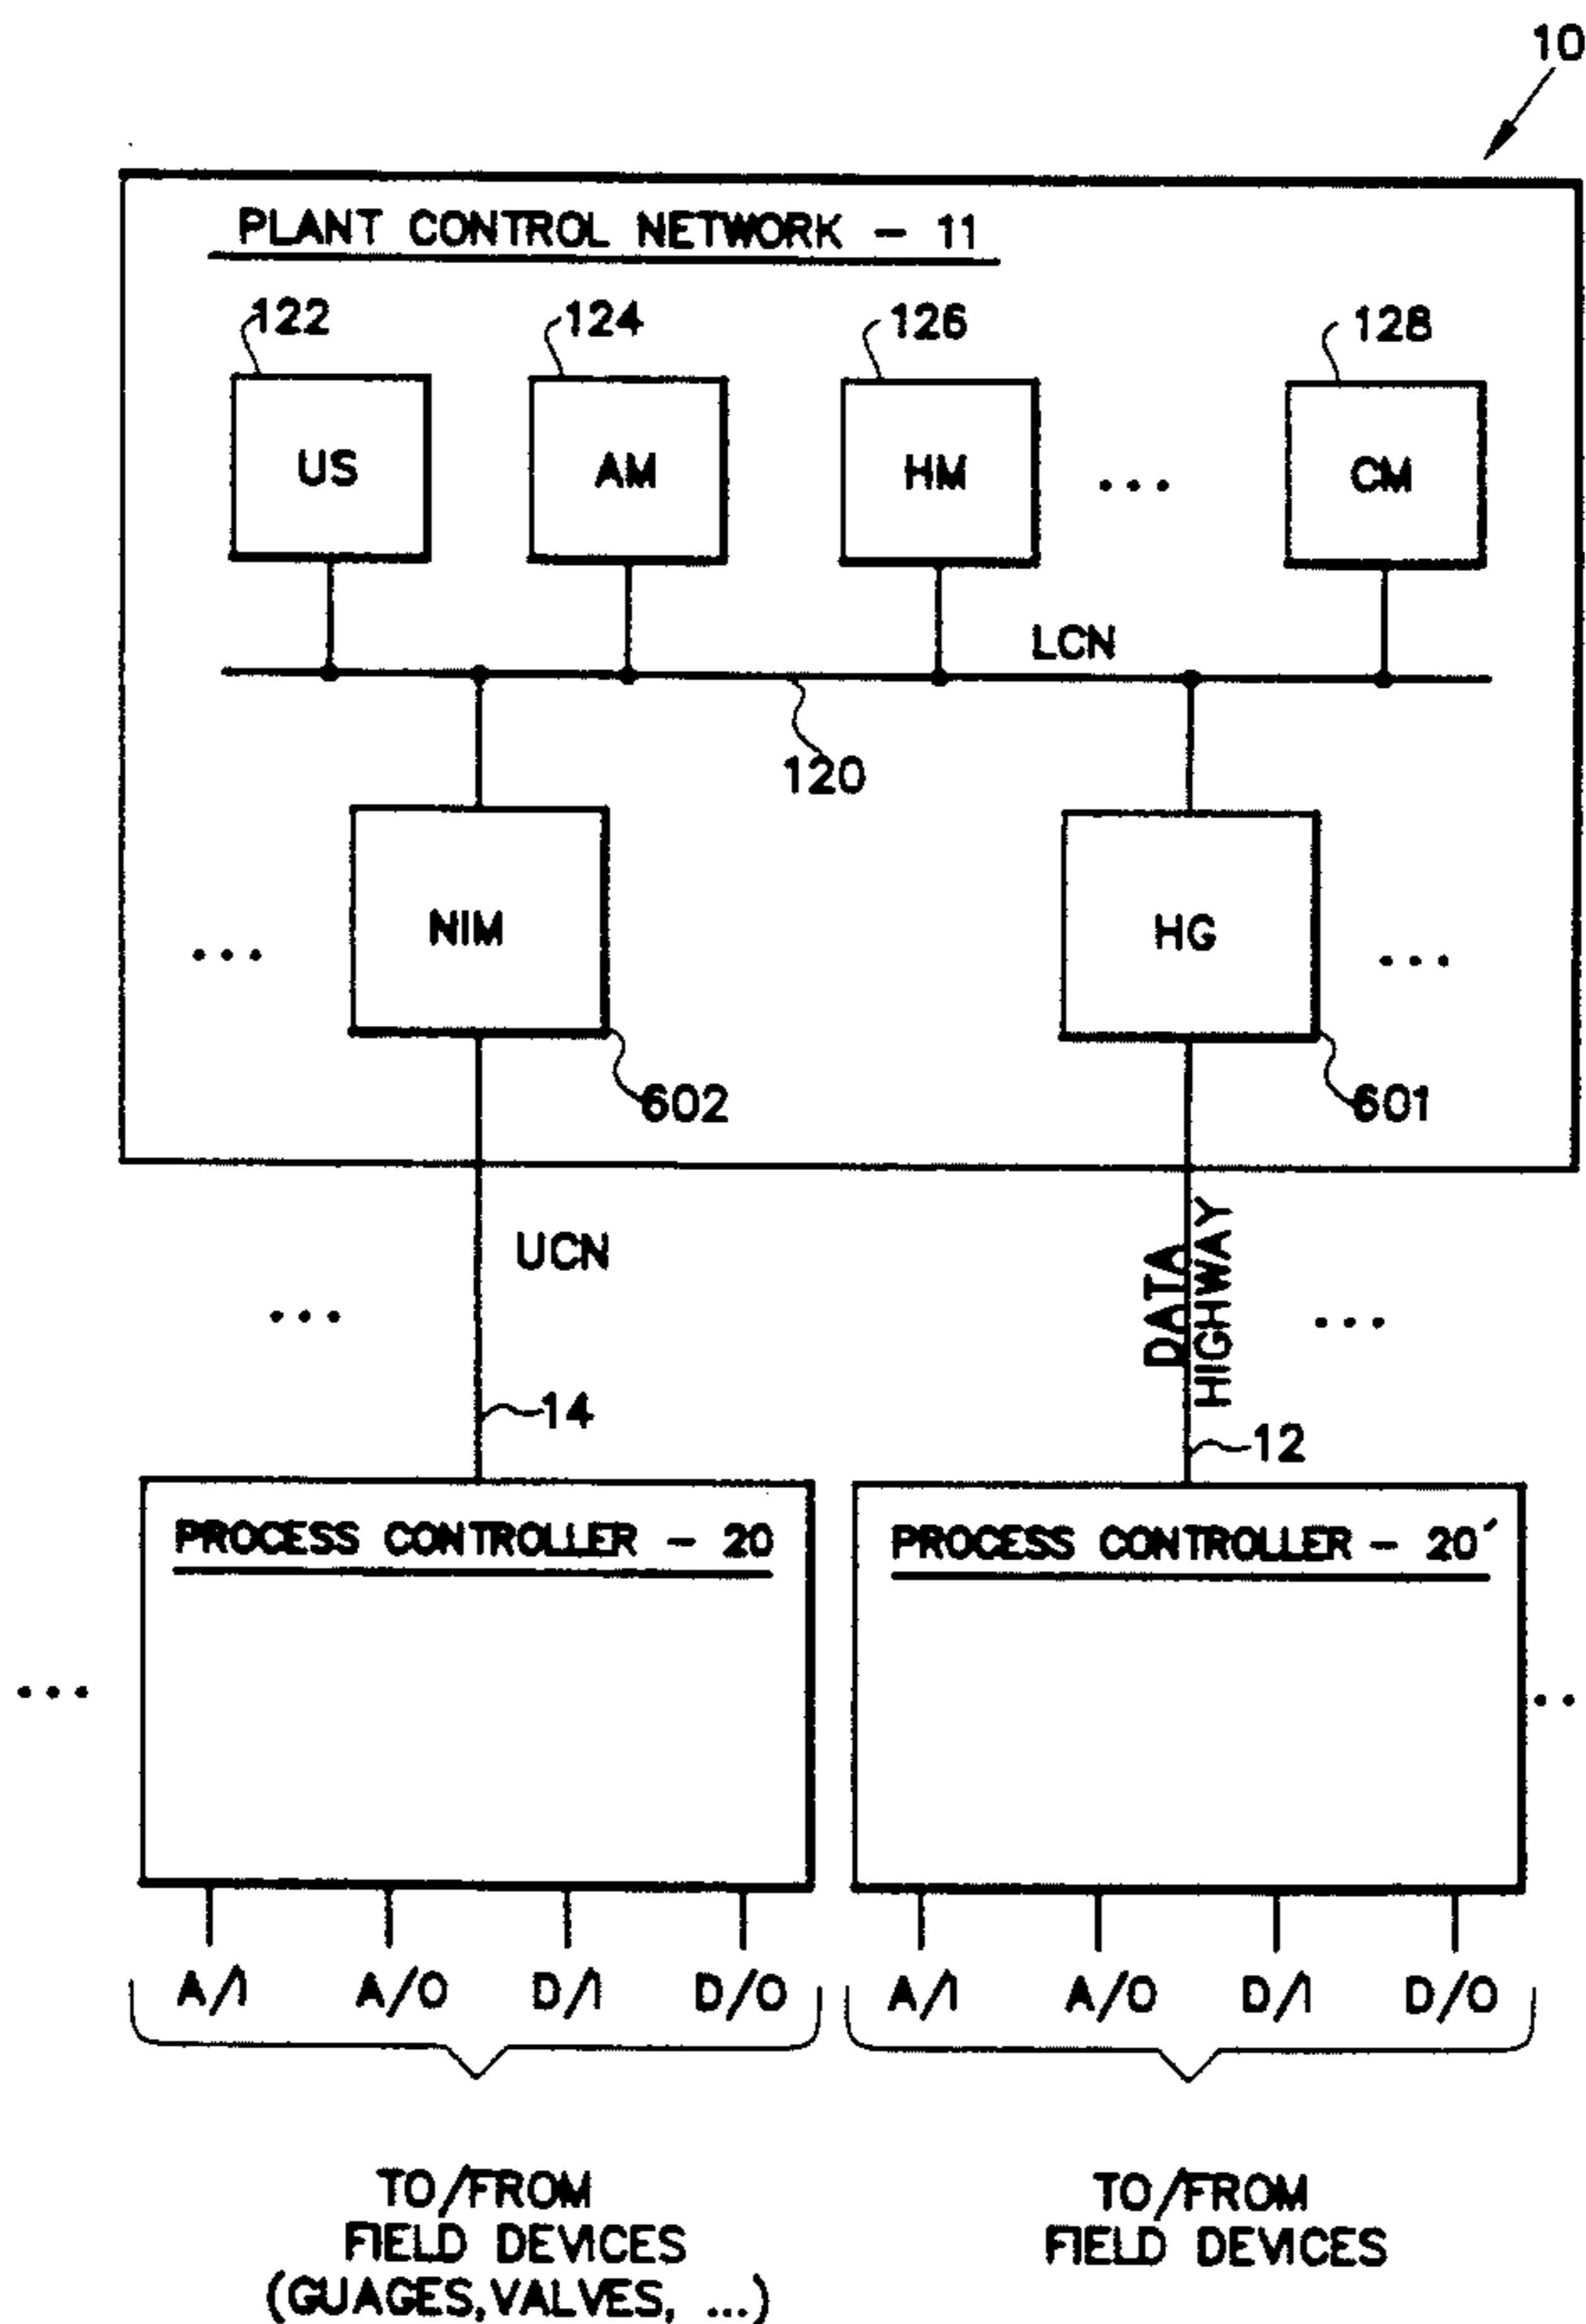 10
PLANT CONTROL NETWORK - 11
122 124 126 128
US AM HM ... CM
LCN
120
... NIM HG ...
602 601
UCN
DATA
HIGHWAY
... ...
14
12
PROCESS CONTROLLER - 20
PROCESS CONTROLLER - 20'
... ..
A/I A/O D/I D/O
A/I A/O D/I D/O
TO/FROM
FIELD DEVICES
(GUAGES,VALVES, ...)
TO/FROM
FIELD DEVICES